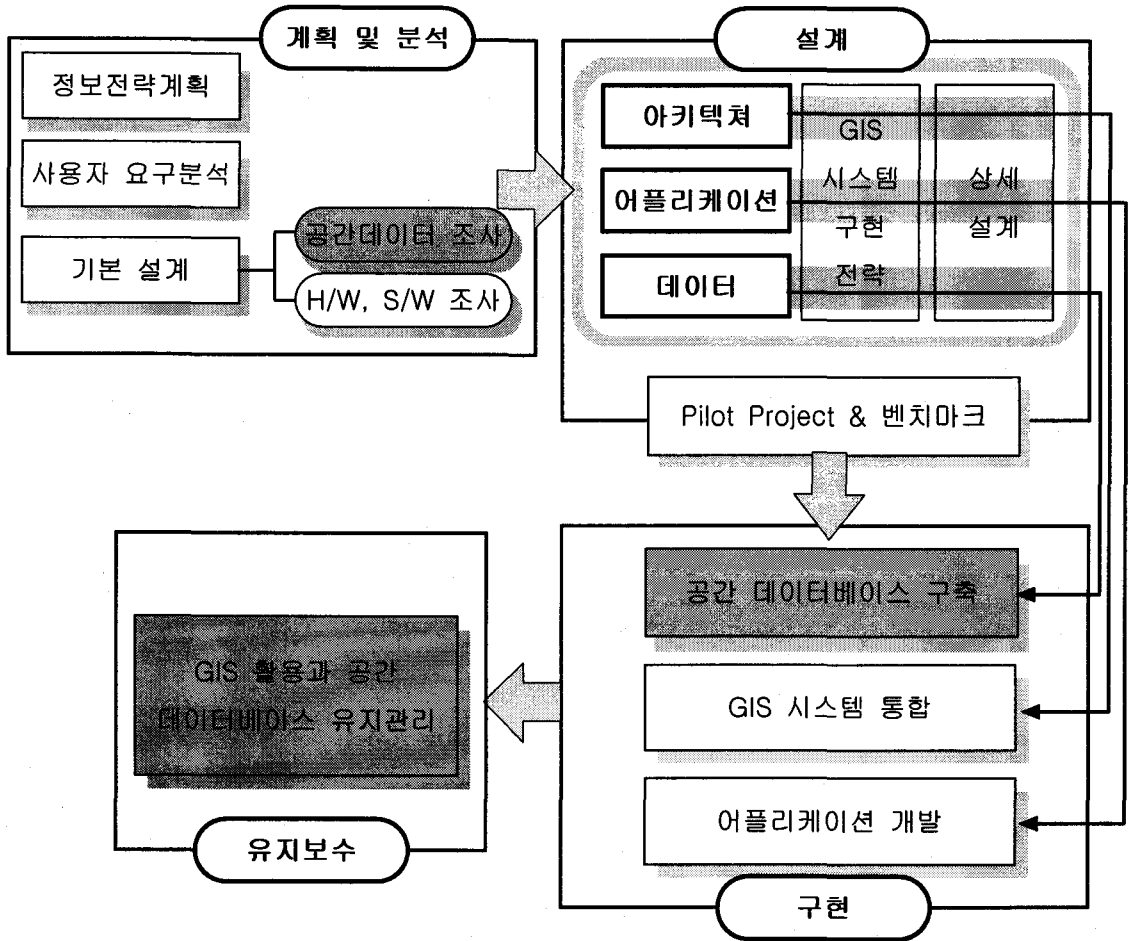 계획 및 분석
정보전략계획
사용자 요구분석
기본 설계
공간데이터 조사
H/W, S/W 조사
설계
아키텍쳐
어플리케이션
데이터
GIS
시스템
구현
전략
상세
설계
Pilot Project & 벤치마크
공간 데이터베이스 구축
GIS 시스템 통합
어플리케이션 개발
구현
GIS 활용과 공간
데이터베이스 유지관리
유지보수